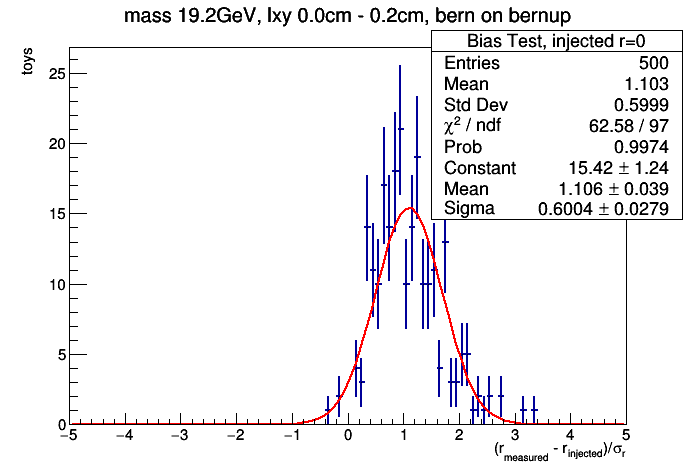 mass 19.2GeV, lxy 0.0cm - 0.2cm, bern on bernup
toys
Bias Test, injected r=0
Entries 500
Mean 1.103
Std Dev 0.5999
χ² / ndf 62.58 / 97
Prob 0.9974
Constant 15.42 ± 1.24
Mean 1.106 ± 0.039
Sigma 0.6004 ± 0.0279
25
20
15
10
5
0
−5 −4 −3 −2 −1 0 1 2 3 4 5
(r_measured - r_injected)/σ_r